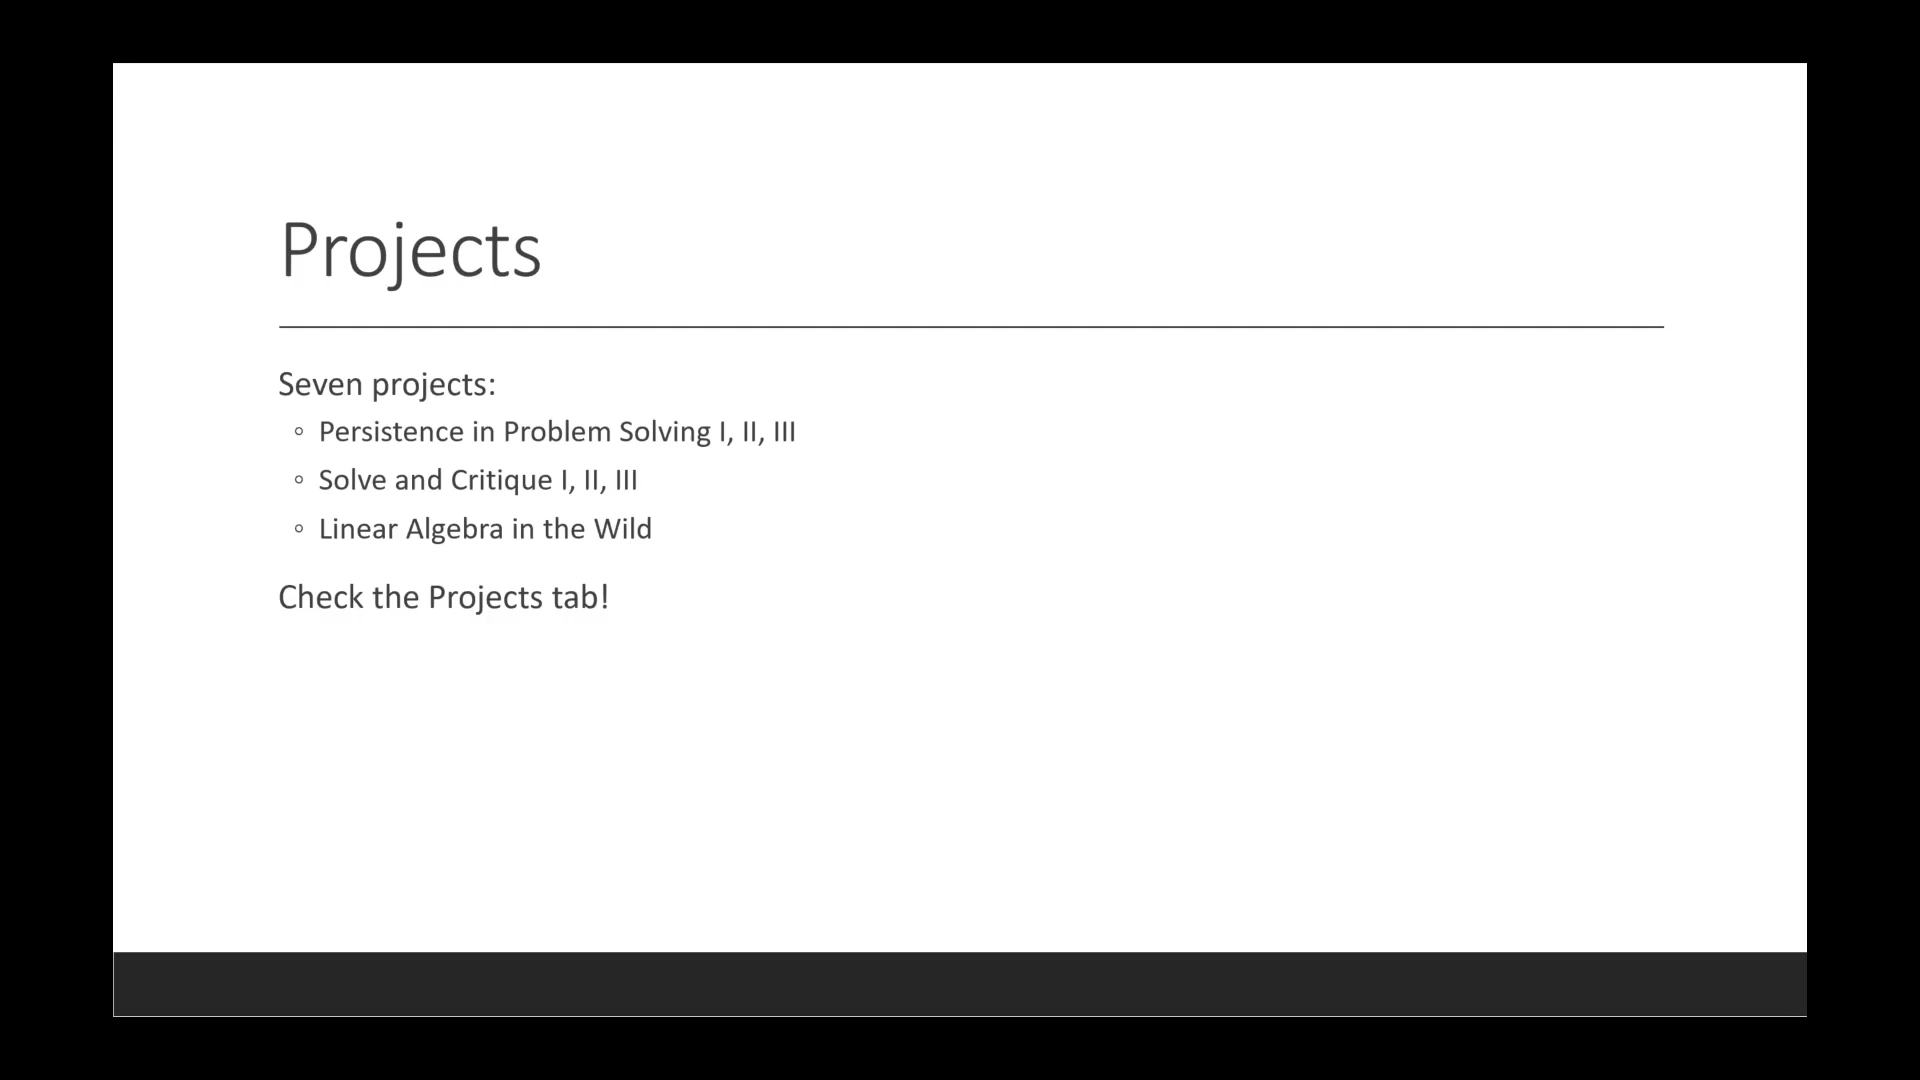 Projects
Seven projects:
◦ Persistence in Problem Solving I, II, III
◦ Solve and Critique I, II, III
◦ Linear Algebra in the Wild
Check the Projects tab!